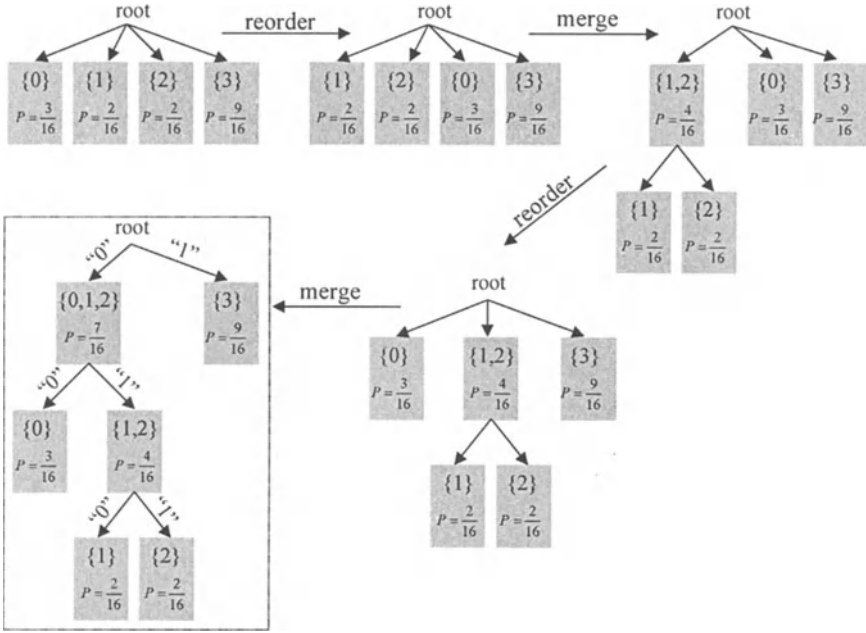 root
reorder
root
merge
root
{0} {1} {2} {3}
P = 3/16 P = 2/16 P = 2/16 P = 9/16
{1} {2} {0} {3}
P = 2/16 P = 2/16 P = 3/16 P = 9/16
{1,2} {0} {3}
P = 4/16 P = 3/16 P = 9/16
reorder
{1} {2}
P = 2/16 P = 2/16
root
merge
{0} {1,2} {3}
P = 3/16 P = 4/16 P = 9/16
{1} {2}
P = 2/16 P = 2/16
root
“0” “1”
{0,1,2} {3}
P = 7/16 P = 9/16
“0” “1”
{0} {1,2}
P = 3/16 P = 4/16
“0” “1”
{1} {2}
P = 2/16 P = 2/16